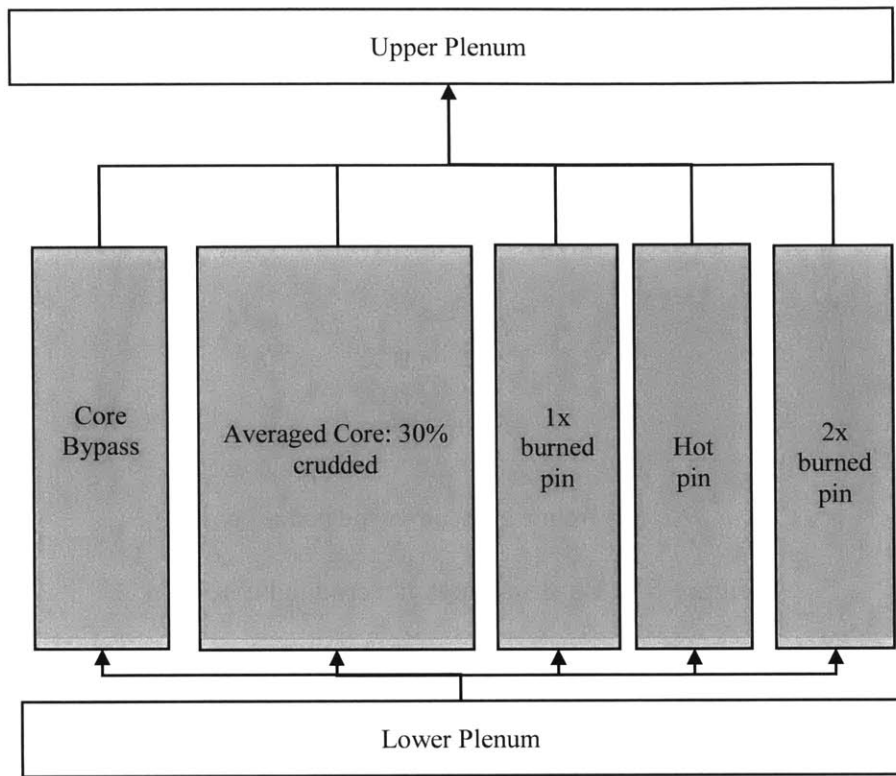 Upper Plenum
Core
Bypass
Averaged Core: 30%
crudded
1x
burned
pin
Hot
pin
2x
burned
pin
Lower Plenum